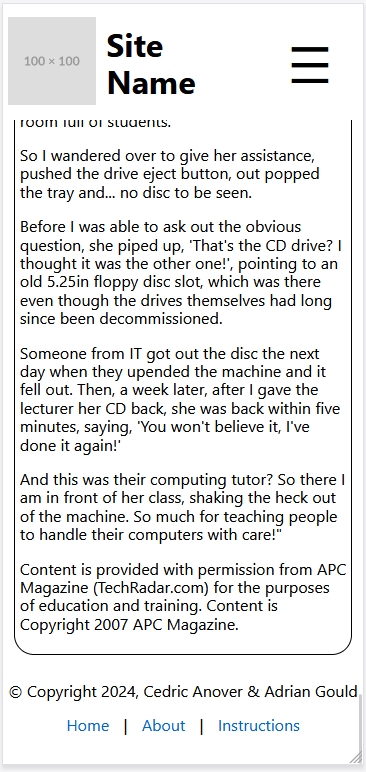 100 × 100
Site
Name
room full of students.
So I wandered over to give her assistance,
pushed the drive eject button, out popped
the tray and... no disc to be seen.
Before I was able to ask out the obvious
question, she piped up, 'That's the CD drive? I
thought it was the other one!', pointing to an
old 5.25in floppy disc slot, which was there
even though the drives themselves had long
since been decommissioned.
Someone from IT got out the disc the next
day when they upended the machine and it
fell out. Then, a week later, after I gave the
lecturer her CD back, she was back within five
minutes, saying, 'You won't believe it, I've
done it again!'
And this was their computing tutor? So there I
am in front of her class, shaking the heck out
of the machine. So much for teaching people
to handle their computers with care!"
Content is provided with permission from APC
Magazine (TechRadar.com) for the purposes
of education and training. Content is
Copyright 2007 APC Magazine.
© Copyright 2024, Cedric Anover & Adrian Gould
Home | About | Instructions